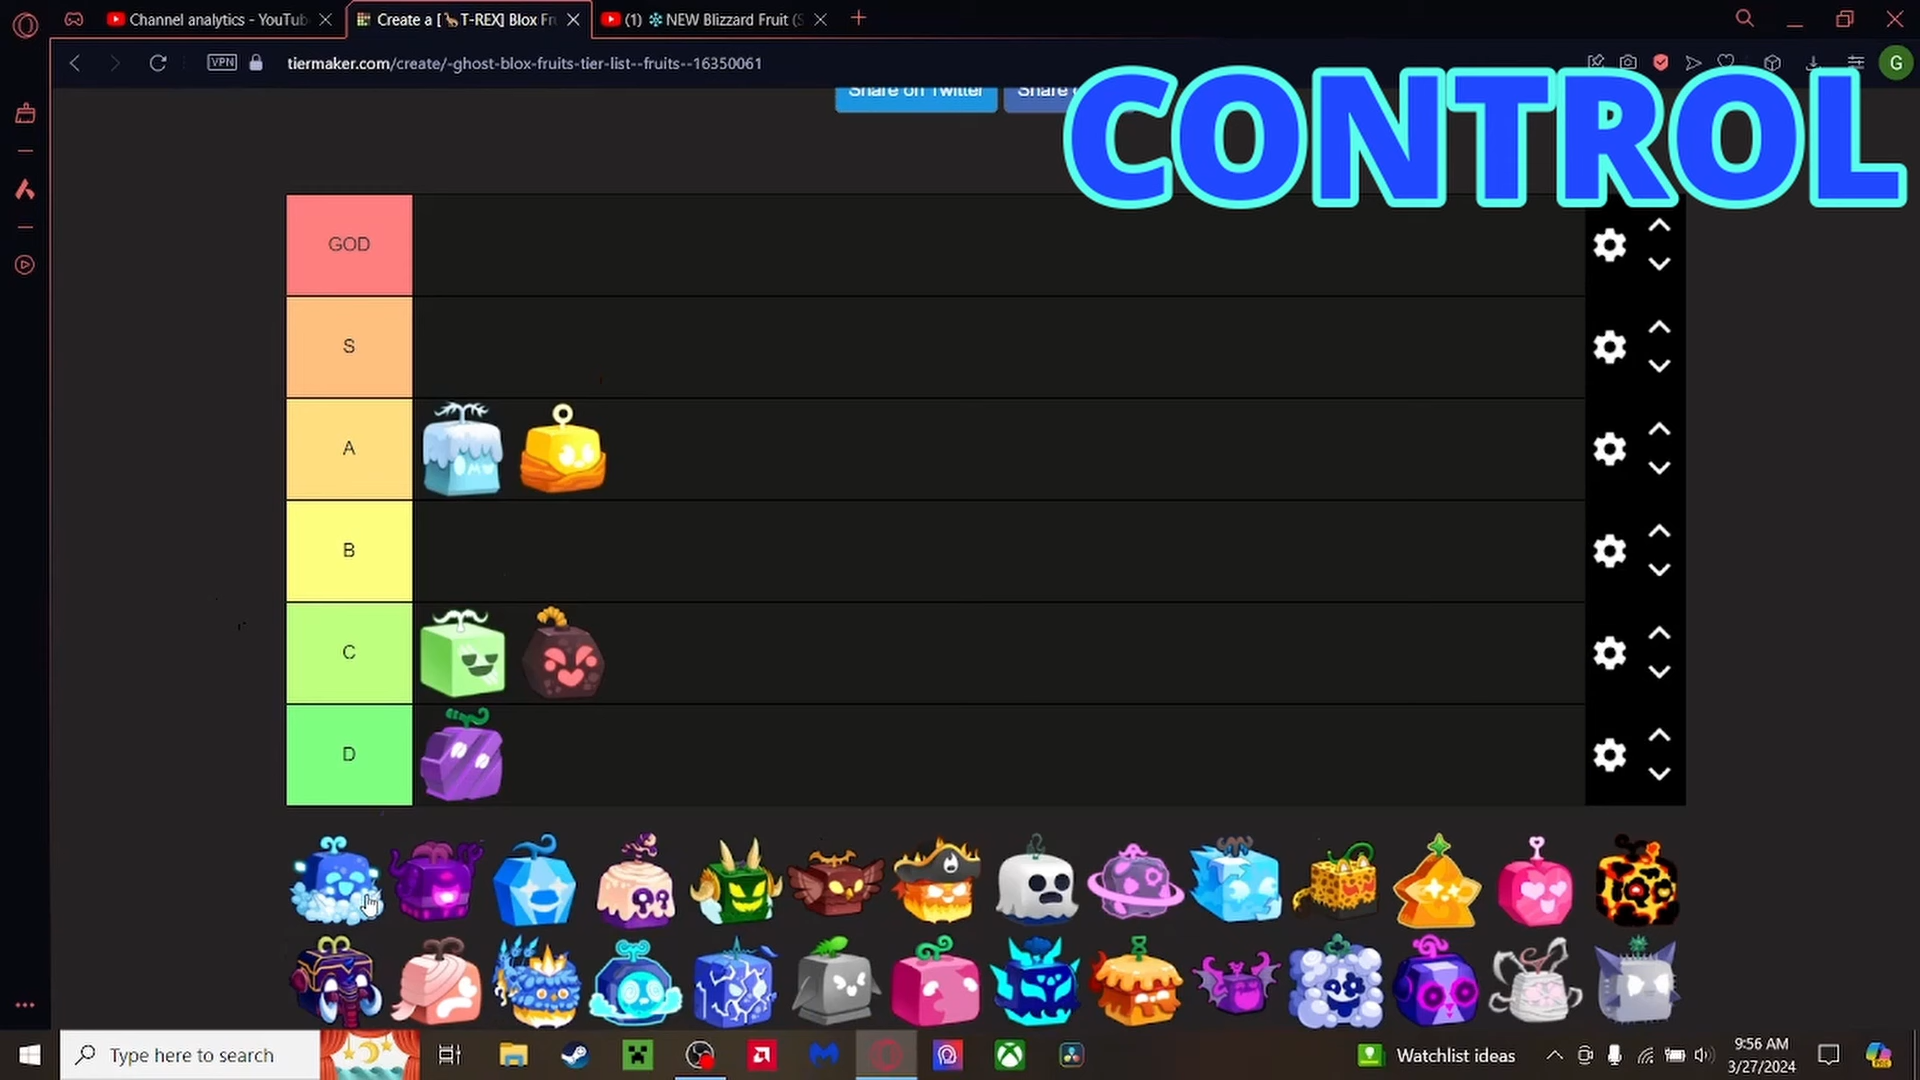 Channel analytics - YouTub
Create a [ T-REX] Blox Fr
(1) NEW Blizzard Fruit (S
VPN
tiermaker.com/create/-ghost-blox-fruits-tier-list--fruits--16350061
G
CONTROL
Share on Twitter
Share
GOD
S
A
B
C
D
Type here to search
Watchlist ideas
9:56 AM
3/27/2024